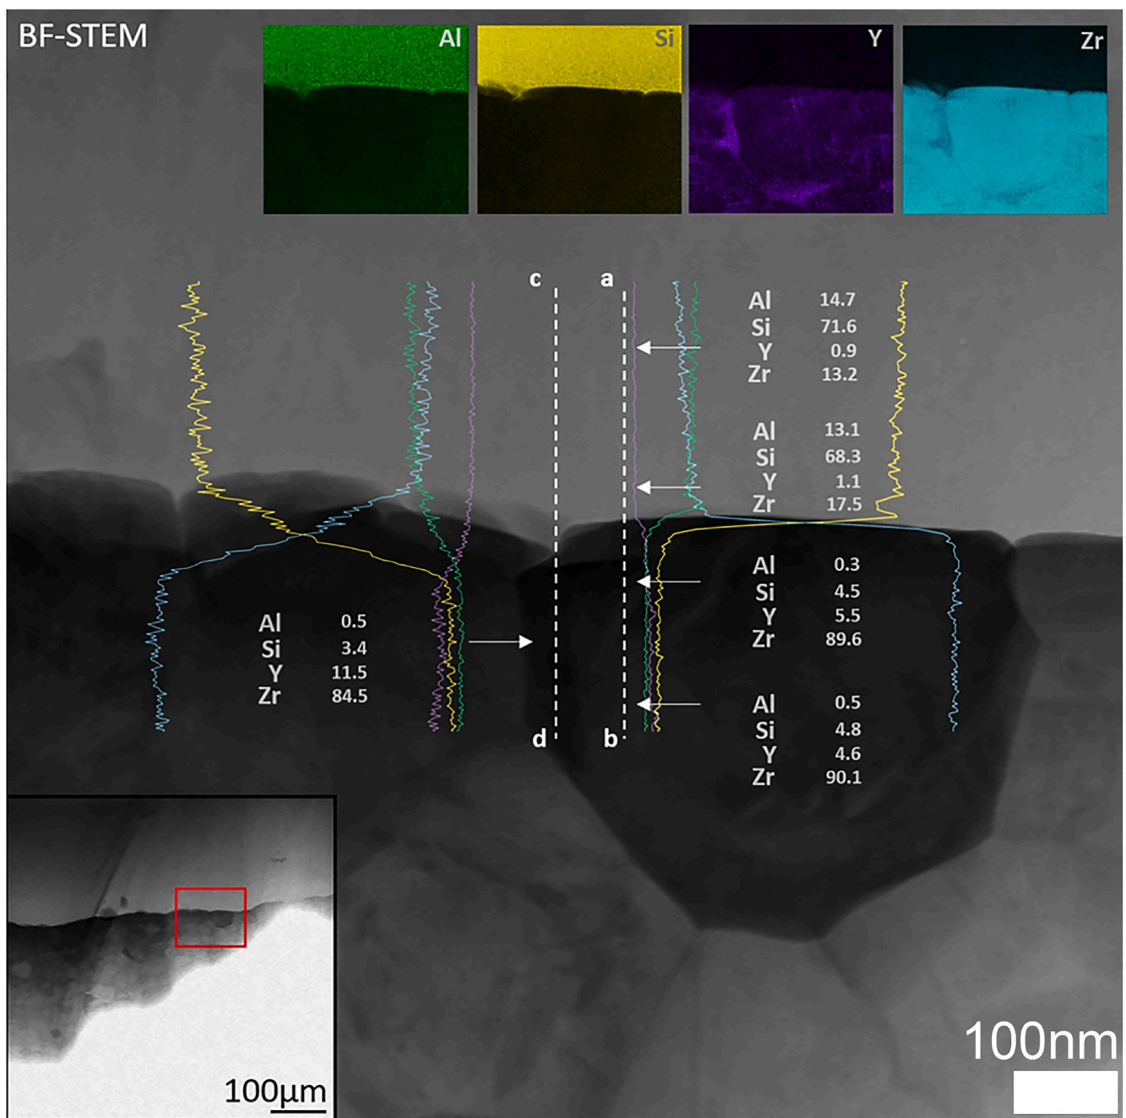 BF-STEM
Al
Si
Y
Zr
c
a
Al 14.7
Si 71.6
Y 0.9
Zr 13.2
Al 13.1
Si 68.3
Y 1.1
Zr 17.5
Al 0.3
Si 4.5
Y 5.5
Zr 89.6
Al 0.5
Si 3.4
Y 11.5
Zr 84.5
Al 0.5
Si 4.8
Y 4.6
Zr 90.1
d
b
100µm
100nm